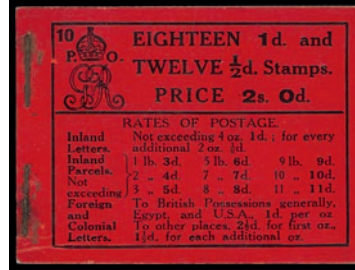 10
P. O.
GR
EIGHTEEN 1d. and
TWELVE ½d. Stamps.
PRICE 2s. 0d.
RATES OF POSTAGE.
Inland Letters. Not exceeding 4 oz. 1d.; for every
additional 2 oz. ½d.
Inland Parcels. Not exceeding
1 lb. 3d. 5 lb. 6d 9 lb. 9d.
2 „ 4d 7 „ 7d. 10 „ 10d.
3 „ 5d. 8 „ 8d. 11 „ 11d.
Foreign and Colonial Letters. To British Possessions generally,
Egypt, and U.S.A., 1d. per oz
To other places, 2½d. for first oz.,
1½d. for each additional oz.